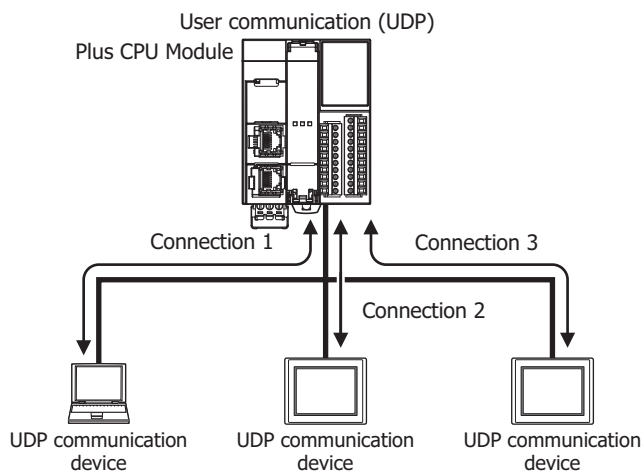 User communication (UDP)
Plus CPU Module
Connection 1
Connection 3
Connection 2
UDP communication
device
UDP communication
device
UDP communication
device